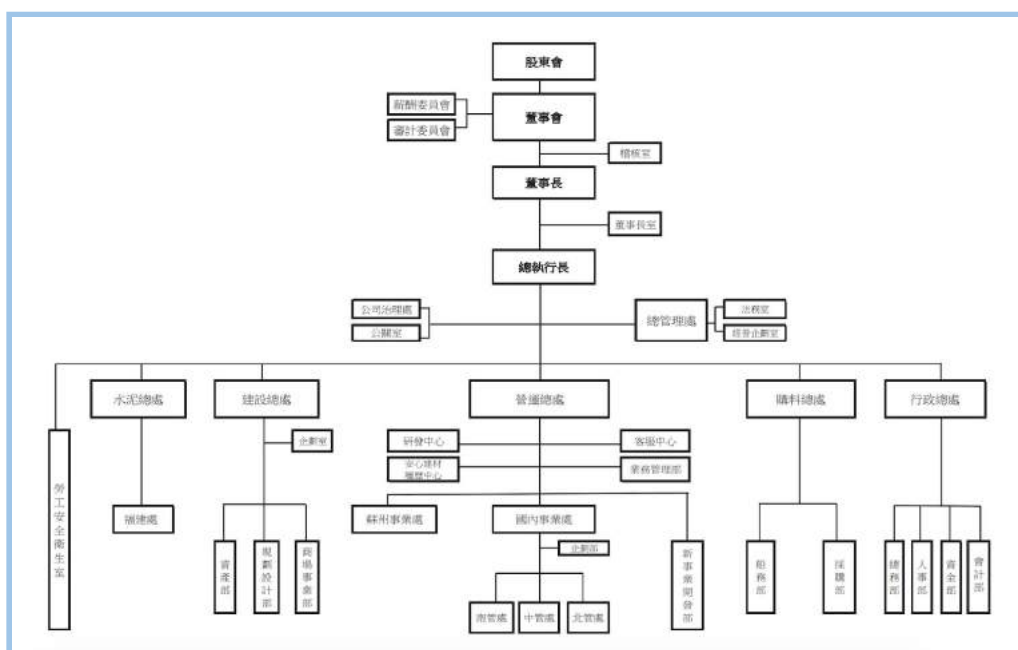 股東會
薪酬委員會
董事會
審計委員會
稽核室
董事長
董事長室
總執行長
公司治理處
總管理處
法務室
公關室
經營企劃室
水泥總處
建設總處
營運總處
購料總處
行政總處
企劃室
研發中心
客服中心
安心建材
履歷中心
業務管理部
勞工安全衛生室
福建處
蘇州事業處
國內事業處
企劃部
資產部
規劃設計部
商場事業部
新事業開發部
船務部
採購部
總務部
人事部
資金部
會計部
南管處
中管處
北管處